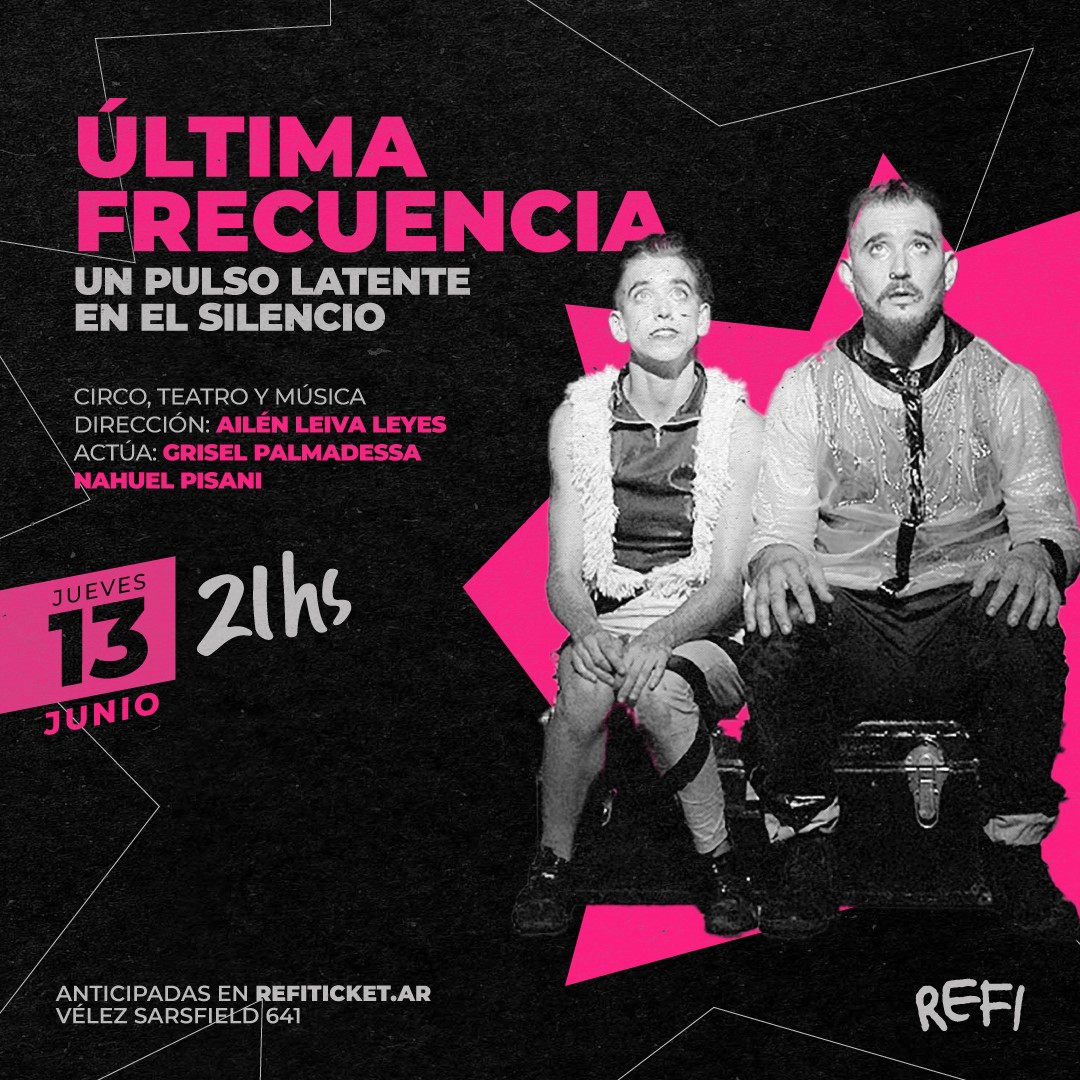 ÚLTIMA
FRECUENCIA
UN PULSO LATENTE
EN EL SILENCIO
CIRCO, TEATRO Y MÚSICA
DIRECCIÓN: AILÉN LEIVA LEYES
ACTÚA: GRISEL PALMADESSA
NAHUEL PISANI
JUEVES
13
JUNIO
21hs
ANTICIPADAS EN REFITICKET.AR
VÉLEZ SARSFIELD 641
REFI